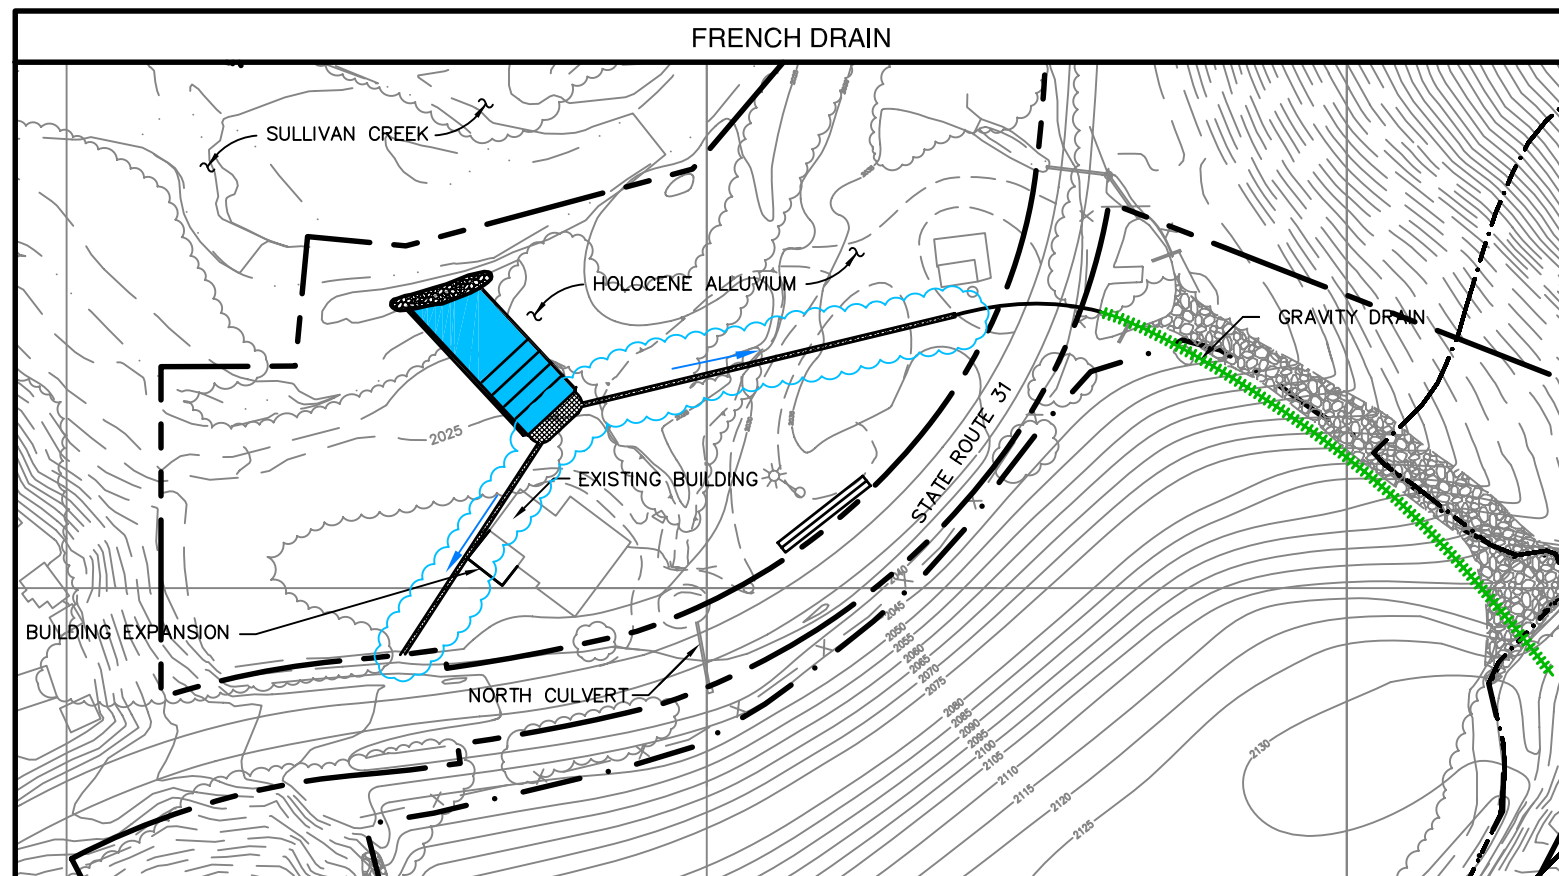 FRENCH DRAIN
SULLIVAN CREEK
HOLOCENE ALLUVIUM
GRAVITY DRAIN
2025
STATE ROUTE 31
EXISTING BUILDING
BUILDING EXPANSION
NORTH CULVERT
2040
2045
2050
2055
2060
2065
2070
2075
2080
2085
2090
2095
2100
2105
2110
2115
2120
2125
2130